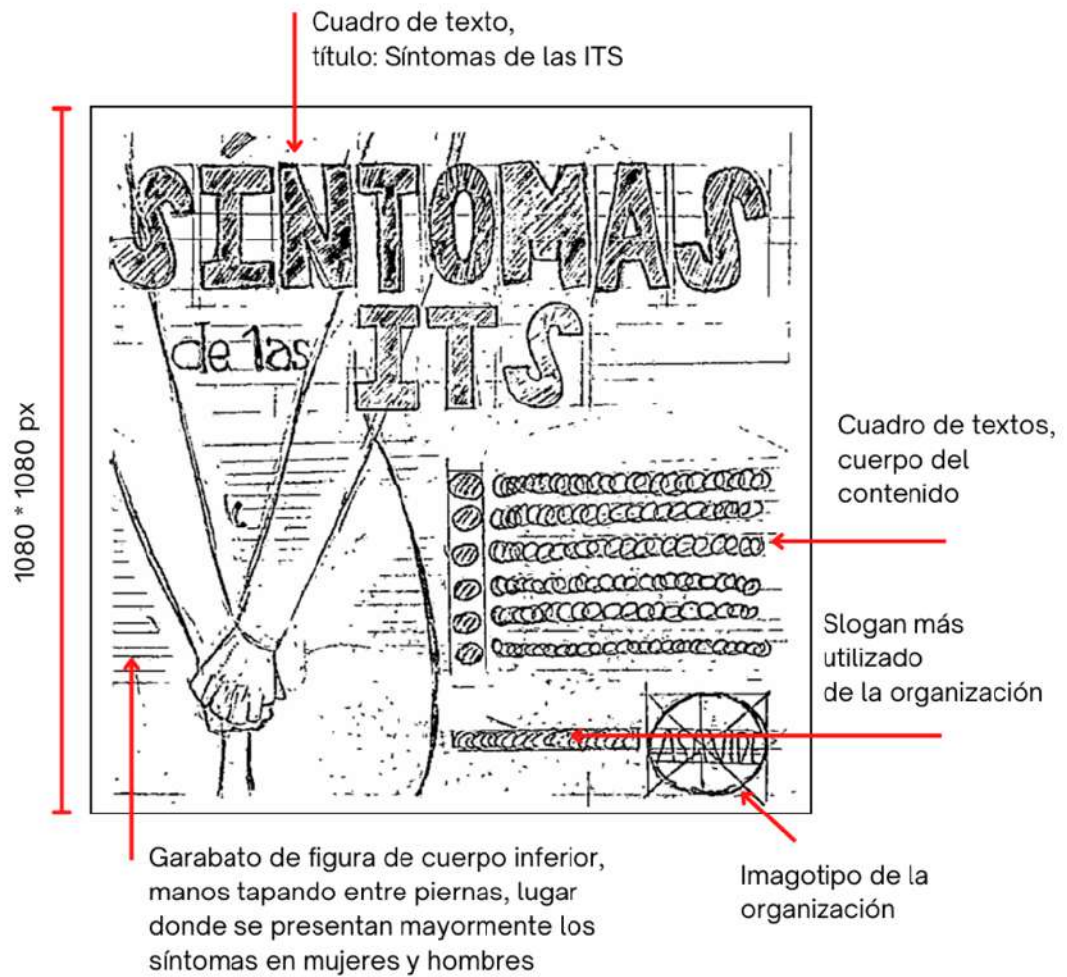 Cuadro de texto,
título: Síntomas de las ITS
1080 * 1080 px
SÍNTOMAS
de las ITS
Cuadro de textos,
cuerpo del
contenido
Slogan más
utilizado
de la organización
ASAVIDE
Imagotipo de la
organización
Garabato de figura de cuerpo inferior,
manos tapando entre piernas, lugar
donde se presentan mayormente los
síntomas en mujeres y hombres